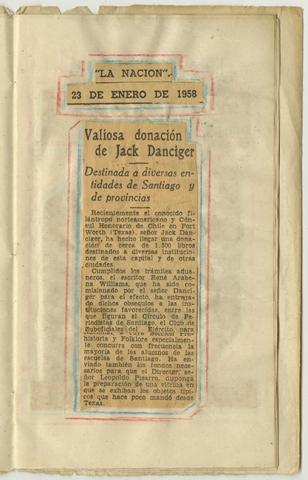 "LA NACION".-
23 DE ENERO DE 1958
Valiosa donación
de Jack Danciger
Destinada a diversas en-
tidades de Santiago y
de provincias
Recientemente el conocido fi-
lántropo norteamericano y Cón-
sul Honorario de Chile en Fort
Worth (Texas), señor Jack Dan-
ciger, ha hecho llegar una dona-
ción de cerca de 1.500 libros
destinados a diversas instituciones
de esta capital y de otras
ciudades.
Cumplidos los trámites adua-
neros, el escritor René Arabe-
na Williams, que ha sido co-
misionado por el señor Danci-
ger para el efecto, ha entrega-
do dichos obsequios a las ins-
tituciones favorecidas, entre las
que figuran el Círculo de Pe-
riodistas de Santiago, el Club de
Suboficiales del Ejército, para
historia y Folklore especialmen-
te concurre con frecuencia la
mayoría de los alumnos de las
escuelas de Santiago. Ha en-
viado también los fondos nece-
sarios para que el Director, se-
ñor Leopoldo Pizarro, disponga
la preparación de una vitrina en
que se exhiban los objetos típi-
cos que hace poco mandó desde
Texas.